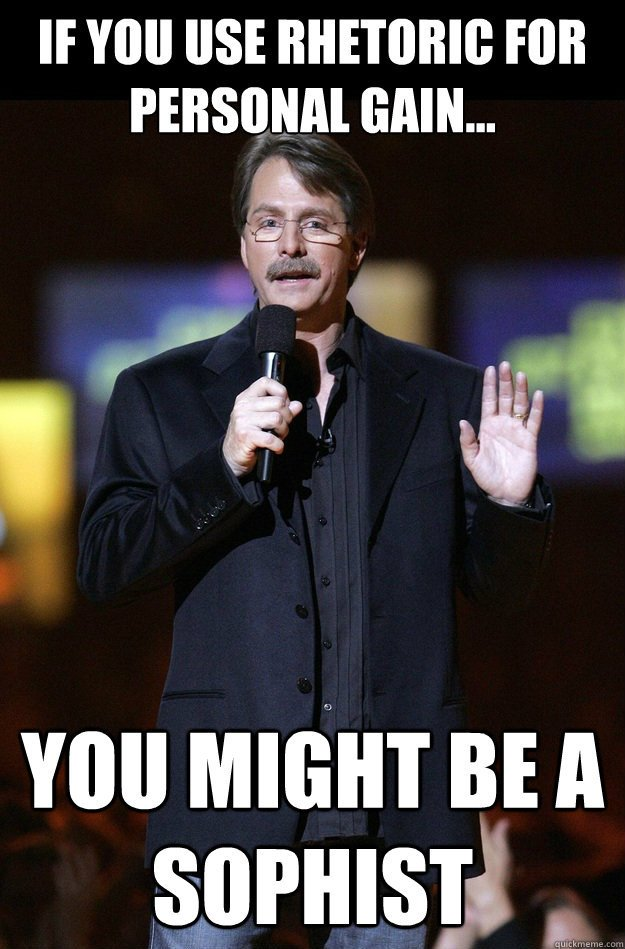 IF YOU USE RHETORIC FOR
PERSONAL GAIN...
YOU MIGHT BE A
SOPHIST
quickmeme.com